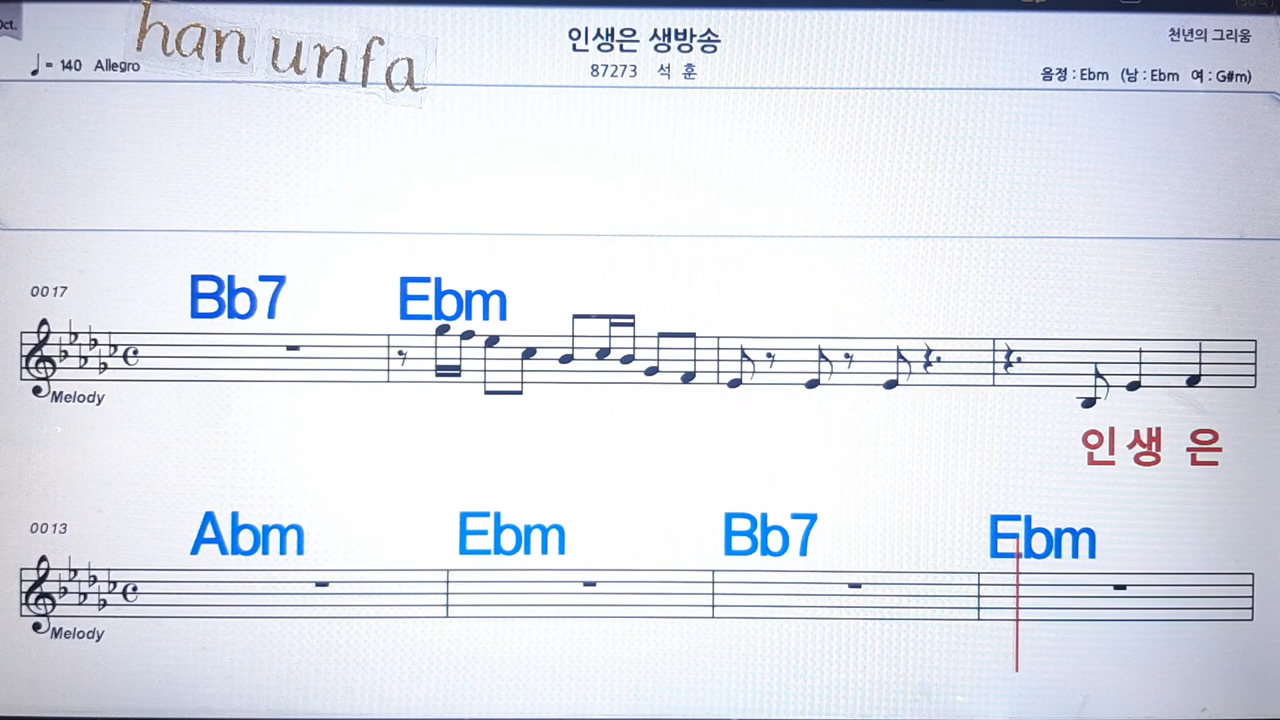 Oct.
han unfa
인생은 생방송
천년의 그리움
♩= 140 Allegro
87273 석 훈
음정 : Ebm (남 : Ebm 여 : G#m)
0017
Bb7 Ebm
Melody
인 생 은
0013
Abm Ebm Bb7 Ebm
Melody